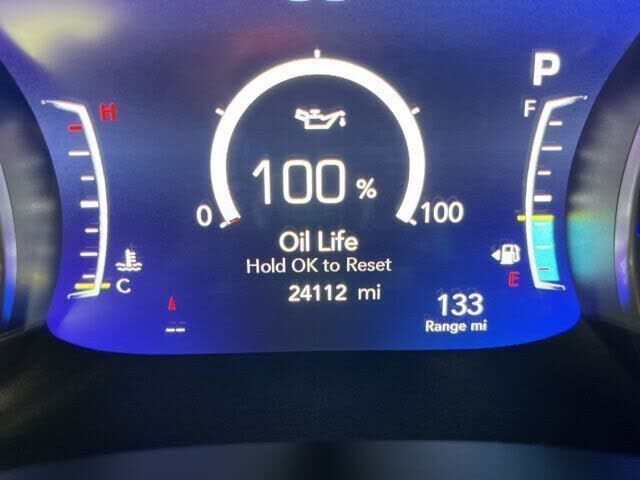 P
H
F
100 %
0
100
Oil Life
Hold OK to Reset
C
E
24112 mi
133
--
Range mi